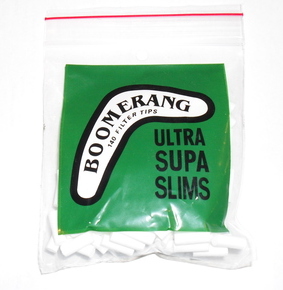 BOOMERANG
140 FILTER TIPS
ULTRA
SUPA
SLIMS